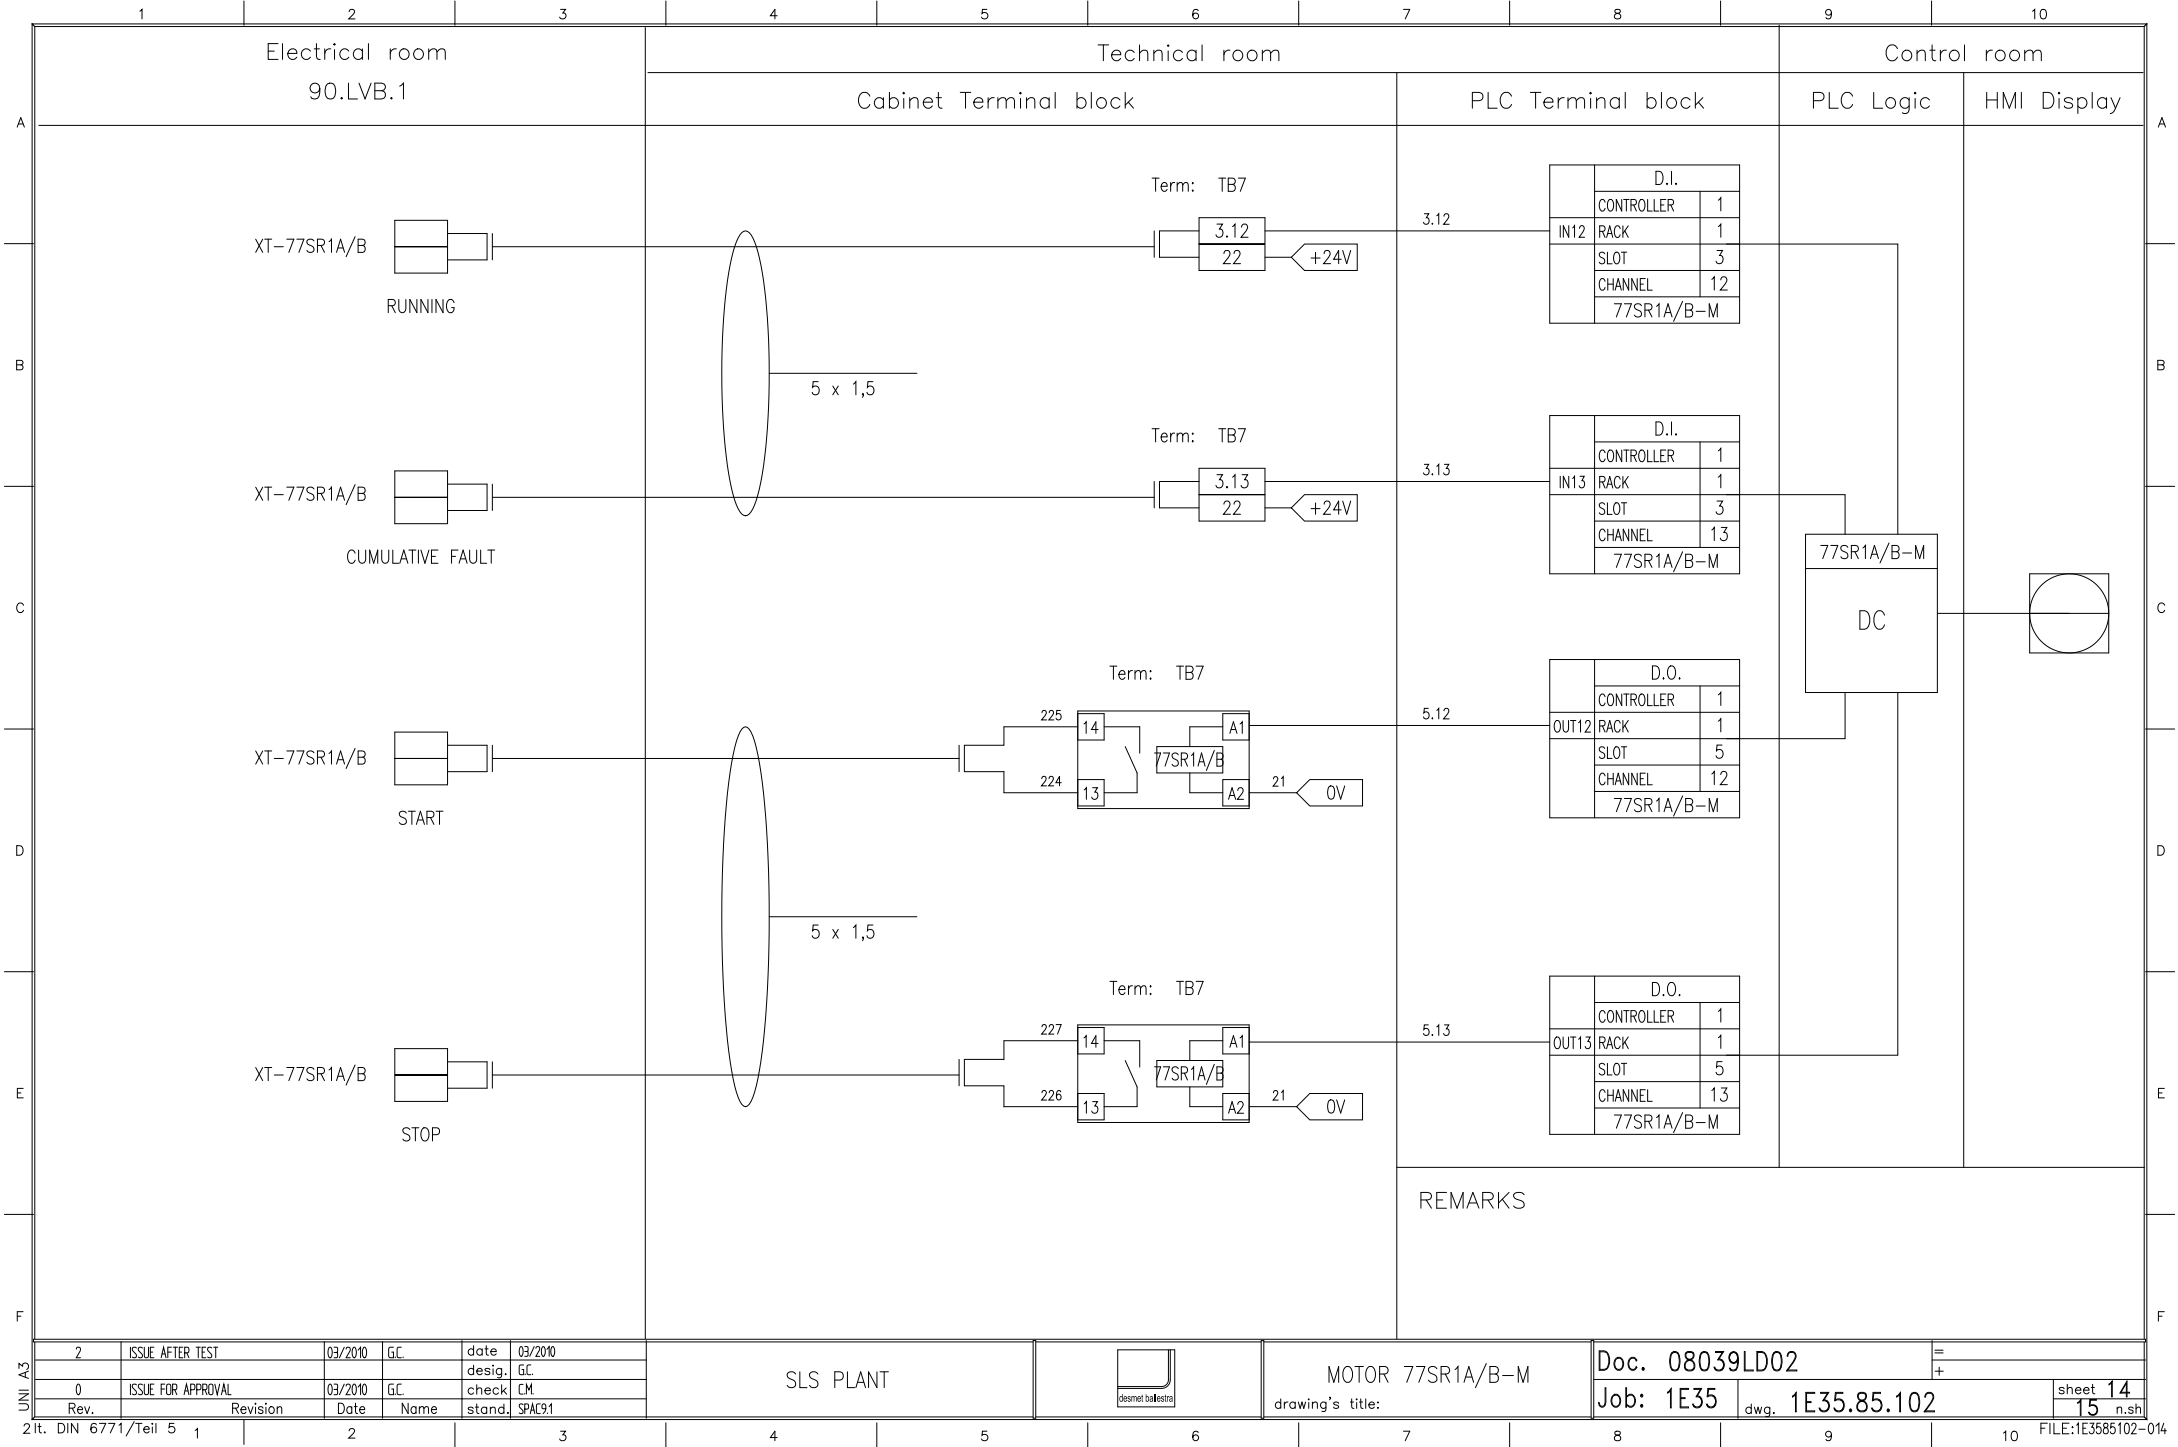 1 2 3 4 5 6 7 8 9 10
Electrical room
90.LVB.1
Technical room
Control room
Cabinet Terminal block
PLC Terminal block
PLC Logic
HMI Display
A A
B B
C C
D D
E E
F F
XT-77SR1A/B
RUNNING
5 x 1,5
Term: TB7
3.12
22
+24V
3.12
D.I.
CONTROLLER 1
IN12 RACK 1
SLOT 3
CHANNEL 12
77SR1A/B-M
XT-77SR1A/B
CUMULATIVE FAULT
Term: TB7
3.13
22
+24V
3.13
D.I.
CONTROLLER 1
IN13 RACK 1
SLOT 3
CHANNEL 13
77SR1A/B-M
77SR1A/B-M
DC
XT-77SR1A/B
START
5 x 1,5
Term: TB7
225 14 A1
77SR1A/B
224 13 A2 21 0V
5.12
D.O.
CONTROLLER 1
OUT12 RACK 1
SLOT 5
CHANNEL 12
77SR1A/B-M
XT-77SR1A/B
STOP
Term: TB7
227 14 A1
77SR1A/B
226 13 A2 21 0V
5.13
D.O.
CONTROLLER 1
OUT13 RACK 1
SLOT 5
CHANNEL 13
77SR1A/B-M
REMARKS
UNI A3
2 ISSUE AFTER TEST 03/2010 G.C. date 03/2010
desig. G.C.
0 ISSUE FOR APPROVAL 03/2010 G.C. check C.M.
Rev. Revision Date Name stand. SPAC9.1
SLS PLANT
desmet ballestra
MOTOR 77SR1A/B-M
drawing's title:
Doc. 08039LD02
=
+
Job: 1E35
dwg. 1E35.85.102
sheet 14
15 n.sh
2lt. DIN 6771/Teil 5
FILE:1E3585102-014
1 2 3 4 5 6 7 8 9 10